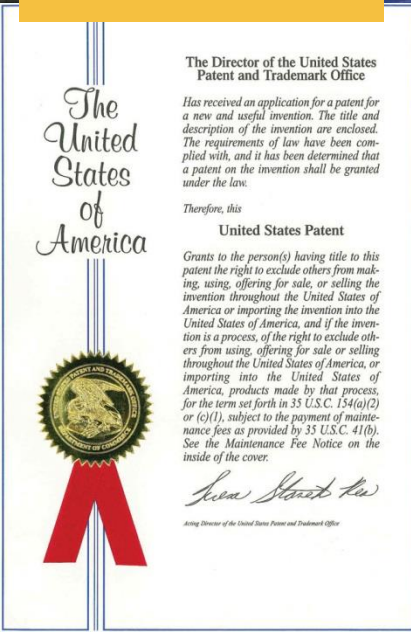 The
United
States
of
America
The Director of the United States
Patent and Trademark Office
Has received an application for a patent for
a new and useful invention. The title and
description of the invention are enclosed.
The requirements of law have been com-
plied with, and it has been determined that
a patent on the invention shall be granted
under the law.
Therefore, this
United States Patent
Grants to the person(s) having title to this
patent the right to exclude others from mak-
ing, using, offering for sale, or selling the
invention throughout the United States of
America or importing the invention into the
United States of America, and if the inven-
tion is a process, of the right to exclude oth-
ers from using, offering for sale or selling
throughout the United States of America, or
importing into the United States of
America, products made by that process,
for the term set forth in 35 U.S.C. 154(a)(2)
or (c)(1), subject to the payment of mainte-
nance fees as provided by 35 U.S.C. 41(b).
See the Maintenance Fee Notice on the
inside of the cover.
Acting Director of the United States Patent and Trademark Office
PATENT AND TRADEMARK OFFICE
DEPARTMENT OF COMMERCE